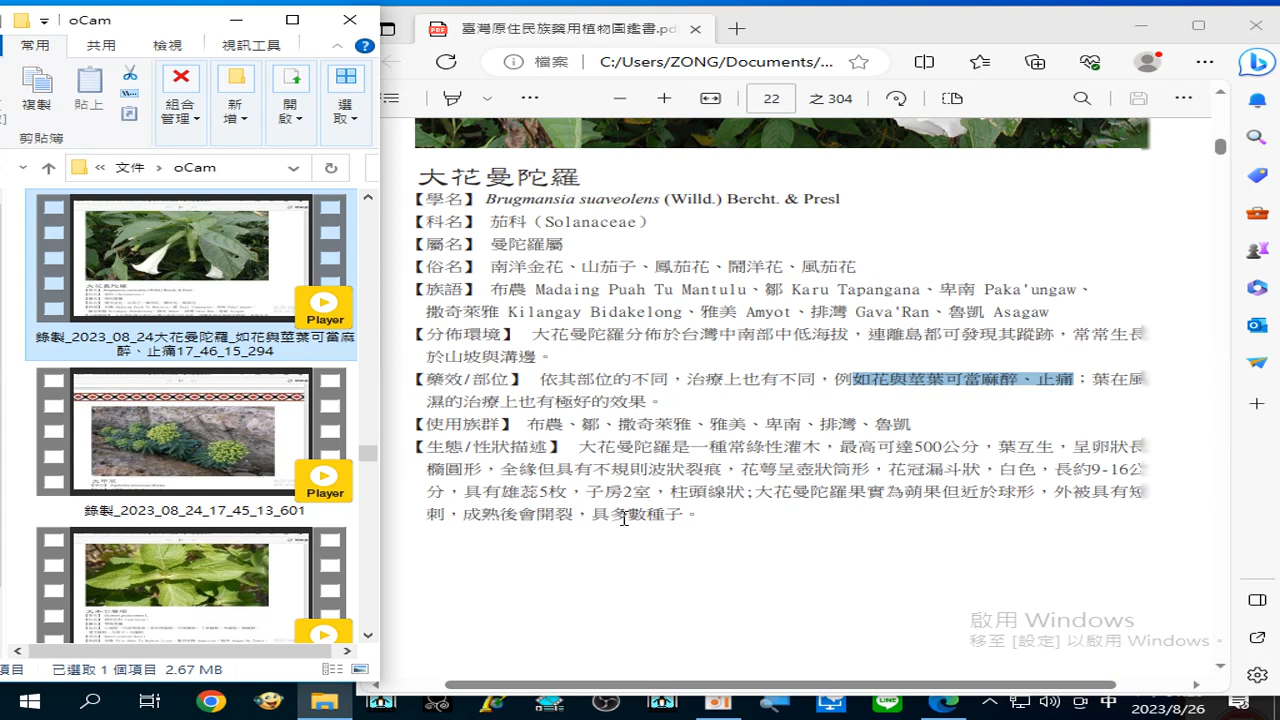 oCam
臺灣原住民族藥用植物圖鑑書.pd
常用 共用 檢視 視訊工具
檔案 C:/Users/ZONG/Documents/...
複製 貼上 組合管理 新增 開啟 選取
剪貼簿
22 之 304
« 文件 › oCam
大花曼陀羅
【學名】 Brugmansia suaveolens (Willd.) Bercht. & Presl
【科名】 茄科（Solanaceae）
【屬名】 曼陀羅屬
【俗名】 南洋金花、山茄子、鳳茄花、鬧洋花、風茄花
【族語】 布農 Madaing Puah Tu Mantulu、鄒 Paru Tapangana、卑南 Paka'ungaw、
撒奇萊雅 Kilangay Bidakelong、雅美 Amyot、排灣 Gava'Ran、魯凱 Asagaw
【分佈環境】 大花曼陀羅分佈於台灣中南部中低海拔，連離島都可發現其蹤跡，常常生長
於山坡與溝邊。
【藥效/部位】 依其部位的不同，治療上也有不同，例如花與莖葉可當麻醉、止痛；葉在風
濕的治療上也有極好的效果。
【使用族群】 布農、鄒、撒奇萊雅、雅美、卑南、排灣、魯凱
【生態/性狀描述】 大花曼陀羅是一種常綠性灌木，最高可達500公分，葉互生，呈卵狀長
橢圓形，全緣但具有不規則波狀裂痕，花萼呈壺狀筒形，花冠漏斗狀，白色，長約9-16公
分，具有雄蕊5枚，子房2室，柱頭線狀;大花曼陀羅果實為蒴果但近於球形，外被具有短
刺，成熟後會開裂，具多數種子。
Player
錄製_2023_08_24大花曼陀羅_如花與莖葉可當麻
醉、止痛17_46_15_294
Player
錄製_2023_08_24_17_45_13_601
Player
啟用 Windows
移至 [設定] 以啟用 Windows。
項目 已選取 1 個項目 2.67 MB
中
2023/8/26